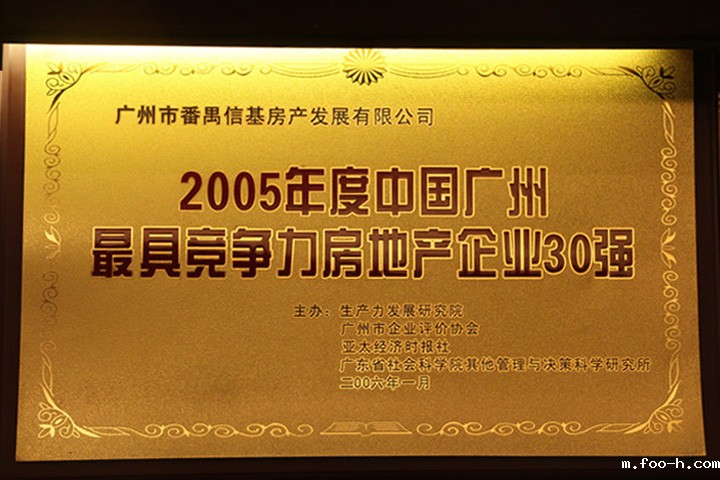 广州市番禺信基房产发展有限公司
2005年度中国广州
最具竞争力房地产企业30强
主办：生产力发展研究院
广州市企业评价协会
亚太经济时报社
广东省社会科学院其他管理与决策科学研究所
二00六年一月
m.foo-h.com